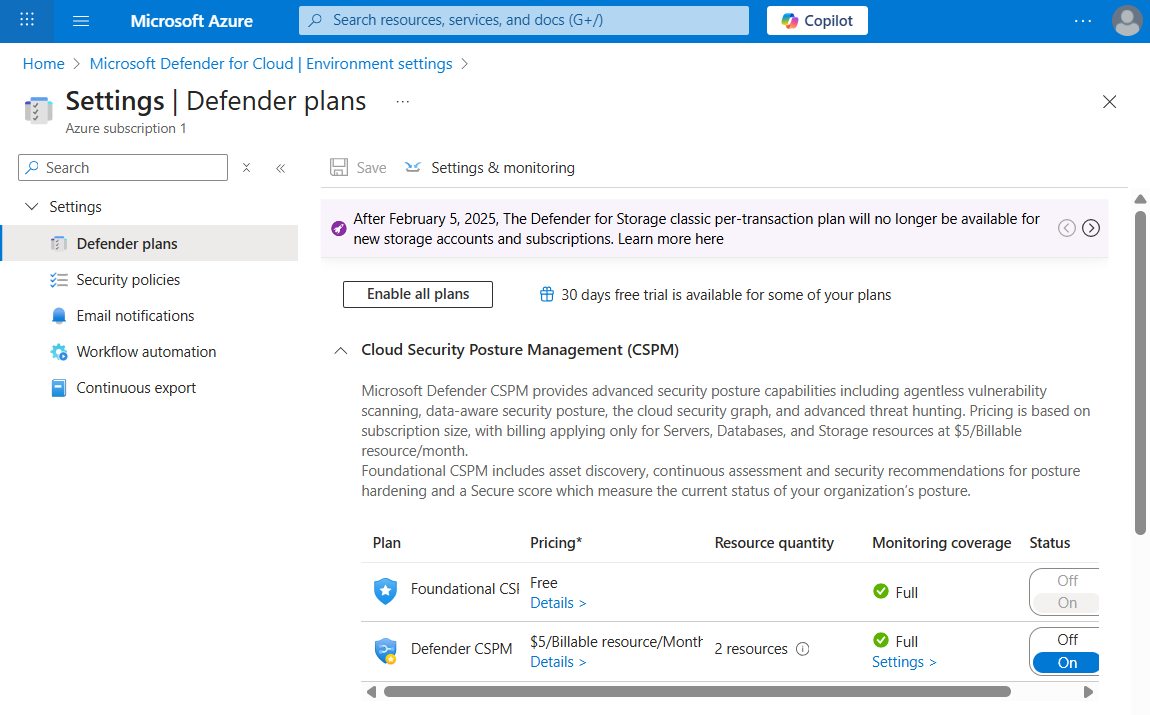 Microsoft Azure
Search resources, services, and docs (G+/)
Copilot
Home > Microsoft Defender for Cloud | Environment settings >
Settings | Defender plans
Azure subscription 1
Search
Settings
Defender plans
Security policies
Email notifications
Workflow automation
Continuous export
Save
Settings & monitoring
After February 5, 2025, The Defender for Storage classic per-transaction plan will no longer be available for
new storage accounts and subscriptions. Learn more here
Enable all plans
30 days free trial is available for some of your plans
Cloud Security Posture Management (CSPM)
Microsoft Defender CSPM provides advanced security posture capabilities including agentless vulnerability
scanning, data-aware security posture, the cloud security graph, and advanced threat hunting. Pricing is based on
subscription size, with billing applying only for Servers, Databases, and Storage resources at $5/Billable
resource/month.
Foundational CSPM includes asset discovery, continuous assessment and security recommendations for posture
hardening and a Secure score which measure the current status of your organization's posture.
Plan Pricing* Resource quantity Monitoring coverage Status
Foundational CSP
Free
Details >
Full
Off
On
Defender CSPM
$5/Billable resource/Month
Details >
2 resources
Full
Settings >
Off
On